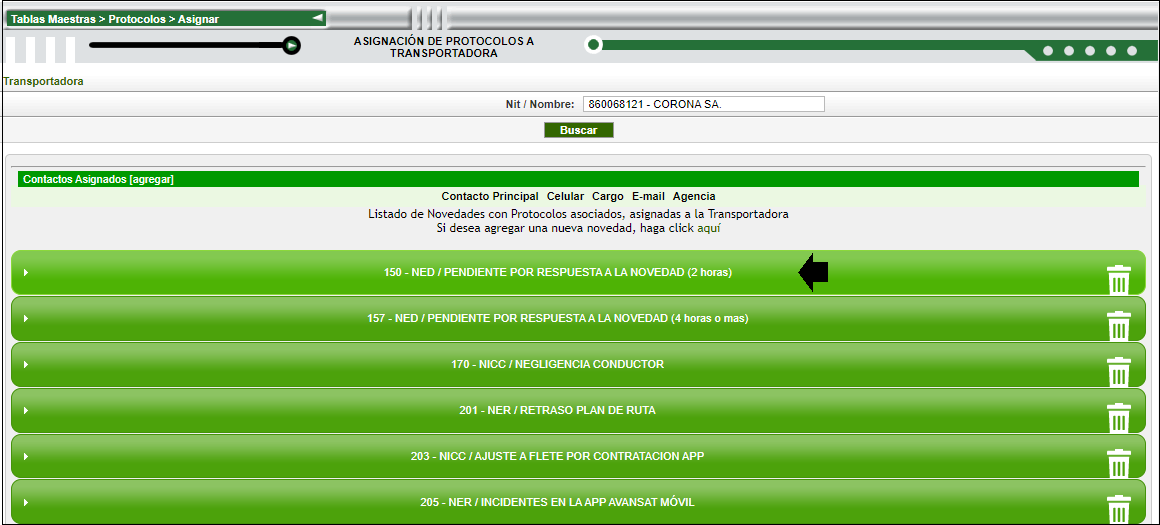 Tablas Maestras > Protocolos > Asignar
ASIGNACIÓN DE PROTOCOLOS A
TRANSPORTADORA
Transportadora
Nit / Nombre: 860068121 - CORONA SA.
Buscar
Contactos Asignados [agregar]
Contacto Principal Celular Cargo E-mail Agencia
Listado de Novedades con Protocolos asociados, asignadas a la Transportadora
Si desea agregar una nueva novedad, haga click aquí
150 - NED / PENDIENTE POR RESPUESTA A LA NOVEDAD (2 horas)
157 - NED / PENDIENTE POR RESPUESTA A LA NOVEDAD (4 horas o mas)
170 - NICC / NEGLIGENCIA CONDUCTOR
201 - NER / RETRASO PLAN DE RUTA
203 - NICC / AJUSTE A FLETE POR CONTRATACION APP
205 - NER / INCIDENTES EN LA APP AVANSAT MÓVIL